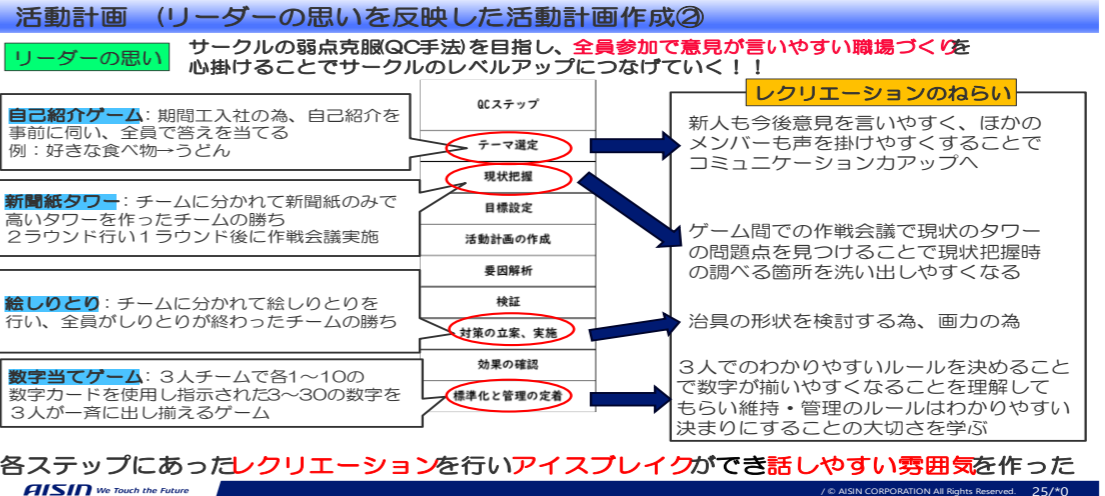 活動計画 (リーダーの思いを反映した活動計画作成②
リーダーの思い
サークルの弱点克服(QC手法)を目指し、全員参加で意見が言いやすい職場づくりを
心掛けることでサークルのレベルアップにつなげていく！！
自己紹介ゲーム：期間工入社の為、自己紹介を
事前に伺い、全員で答えを当てる
例：好きな食べ物→うどん
新聞紙タワー：チームに分かれて新聞紙のみで
高いタワーを作ったチームの勝ち
２ラウンド行い１ラウンド後に作戦会議実施
絵しりとり：チームに分かれて絵しりとりを
行い、全員がしりとりが終わったチームの勝ち
数字当てゲーム：３人チームで各1～10の
数字カードを使用し指示された3～30の数字を
３人が一斉に出し揃えるゲーム
QCステップ
テーマ選定
現状把握
目標設定
活動計画の作成
要因解析
検証
対策の立案、実施
効果の確認
標準化と管理の定着
レクリエーションのねらい
新人も今後意見を言いやすく、ほかの
メンバーも声を掛けやすくすることで
コミュニケーション力アップへ
ゲーム間での作戦会議で現状のタワー
の問題点を見つけることで現状把握時
の調べる箇所を洗い出しやすくなる
治具の形状を検討する為、画力の為
３人でのわかりやすいルールを決めること
で数字が揃いやすくなることを理解して
もらい維持・管理のルールはわかりやすい
決まりにすることの大切さを学ぶ
各ステップにあったレクリエーションを行いアイスブレイクができ話しやすい雰囲気を作った
AISIN We Touch the Future
/ © AISIN CORPORATION All Rights Reserved. 25/*0